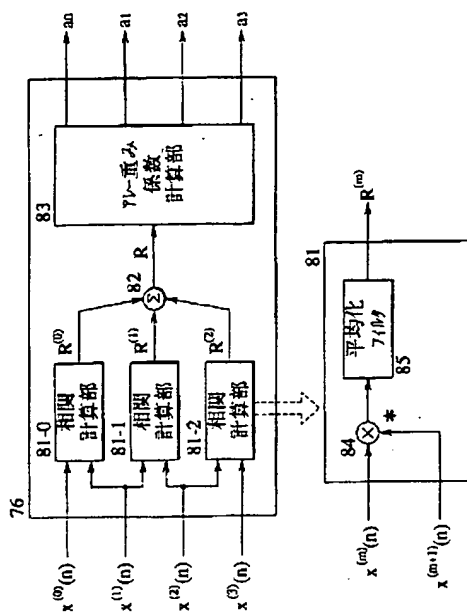 76
x^(0)(n)
x^(1)(n)
x^(2)(n)
x^(3)(n)
81-0
相関
計算部
81-1
相関
計算部
81-2
相関
計算部
R^(0)
R^(1)
R^(2)
82
Σ
R
83
アレー重み
係数
計算部
a0
a1
a2
a3
81
x^(m)(n)
x^(m+1)(n)
84
×
*
平均化
フィルタ
85
R^(m)